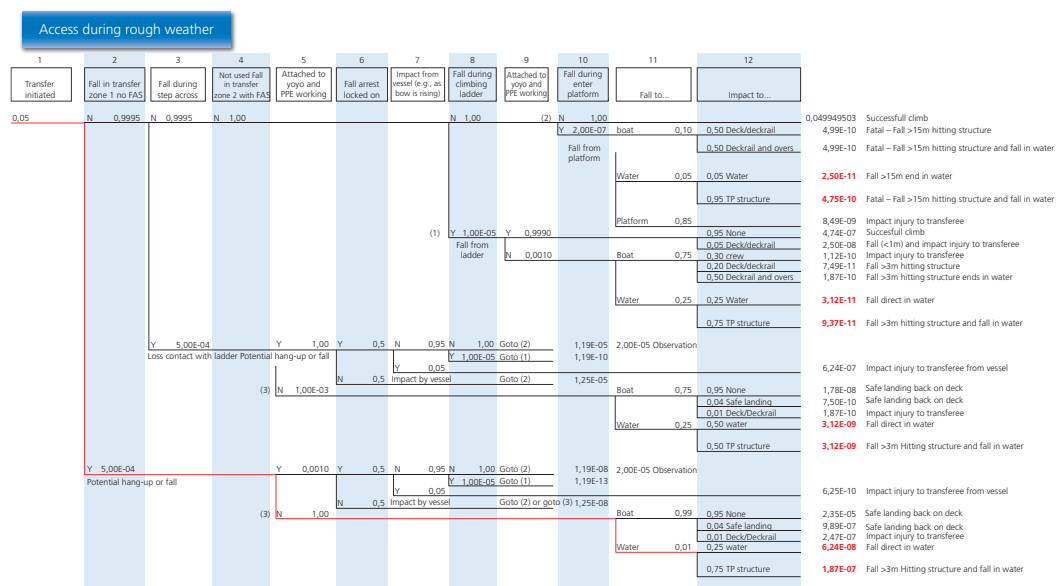 Access during rough weather
1 2 3 4 5 6 7 8 9 10 11 12
Transfer initiated
Fall in transfer zone 1 no FAS
Fall during step across
Not used Fall in transfer zone 2 with FAS
Attached to yoyo and PPE working
Fall arrest locked on
Impact from vessel (e.g., as bow is rising)
Fall during climbing ladder
Attached to yoyo and PPE working
Fall during enter platform
Fall to...
Impact to...
0,05 N 0,9995 N 0,9995 N 1,00 N 1,00 (2) N 1,00 0,049949503 Successfull climb
Y 2,00E-07 boat 0,10 0,50 Deck/deckrail 4,99E-10 Fatal – Fall >15m hitting structure
Fall from platform
0,50 Deckrail and overs 4,99E-10 Fatal – Fall >15m hitting structure and fall in water
Water 0,05 0,05 Water 2,50E-11 Fall >15m end in water
0,95 TP structure 4,75E-10 Fatal – Fall >15m hitting structure and fall in water
Platform 0,85 8,49E-09 Impact injury to transferee
(1) Y 1,00E-05 Y 0,9990 0,95 None 4,74E-07 Succesfull climb
Fall from ladder
0,05 Deck/deckrail 2,50E-08 Fall (<1m) and impact injury to transferee
N 0,0010 Boat 0,75 0,30 crew 1,12E-10 Impact injury to transferee
0,20 Deck/deckrail 7,49E-11 Fall >3m hitting structure
0,50 Deckrail and overs 1,87E-10 Fall >3m hitting structure ends in water
Water 0,25 0,25 Water 3,12E-11 Fall direct in water
0,75 TP structure 9,37E-11 Fall >3m hitting structure and fall in water
Y 5,00E-04 Y 1,00 Y 0,5 N 0,95 N 1,00 Goto (2) 1,19E-05 2,00E-05 Observation
Loss contact with ladder Potential hang-up or fall
Y 1,00E-05 Goto (1) 1,19E-10
Y 0,05 6,24E-07 Impact injury to transferee from vessel
N 0,5 Impact by vessel Goto (2) 1,25E-05
(3) N 1,00E-03 Boat 0,75 0,95 None 1,78E-08 Safe landing back on deck
0,04 Safe landing 7,50E-10 Safe landing back on deck
0,01 Deck/Deckrail 1,87E-10 Impact injury to transferee
Water 0,25 0,50 water 3,12E-09 Fall direct in water
0,50 TP structure 3,12E-09 Fall >3m Hitting structure and fall in water
Y 5,00E-04 Y 0,0010 Y 0,5 N 0,95 N 1,00 Goto (2) 1,19E-08 2,00E-05 Observation
Potential hang-up or fall
Y 1,00E-05 Goto (1) 1,19E-13
Y 0,05 6,25E-10 Impact injury to transferee from vessel
N 0,5 Impact by vessel Goto (2) or goto (3) 1,25E-08
(3) N 1,00 Boat 0,99 0,95 None 2,35E-05 Safe landing back on deck
0,04 Safe landing 9,89E-07 Safe landing back on deck
0,01 Deck/Deckrail 2,47E-07 Impact injury to transferee
Water 0,01 0,25 water 6,24E-08 Fall direct in water
0,75 TP structure 1,87E-07 Fall >3m Hitting structure and fall in water